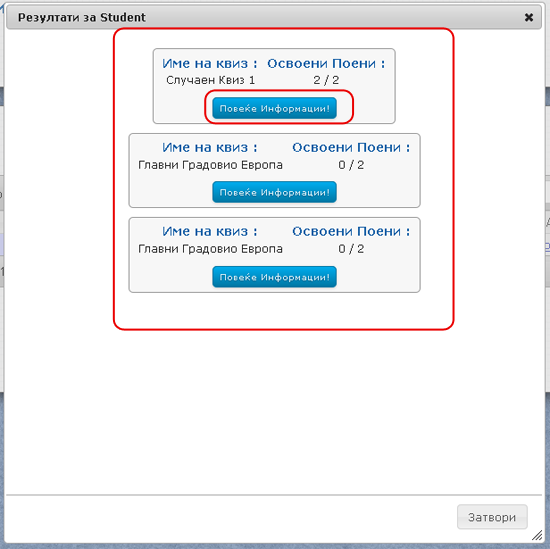 Резултати за Student
Име на квиз : Освоени Поени :
Случаен Квиз 1 2 / 2
Повеќе Информации!
Име на квиз : Освоени Поени :
Главни Градовио Европа 0 / 2
Повеќе Информации!
Име на квиз : Освоени Поени :
Главни Градовио Европа 0 / 2
Повеќе Информации!
Затвори